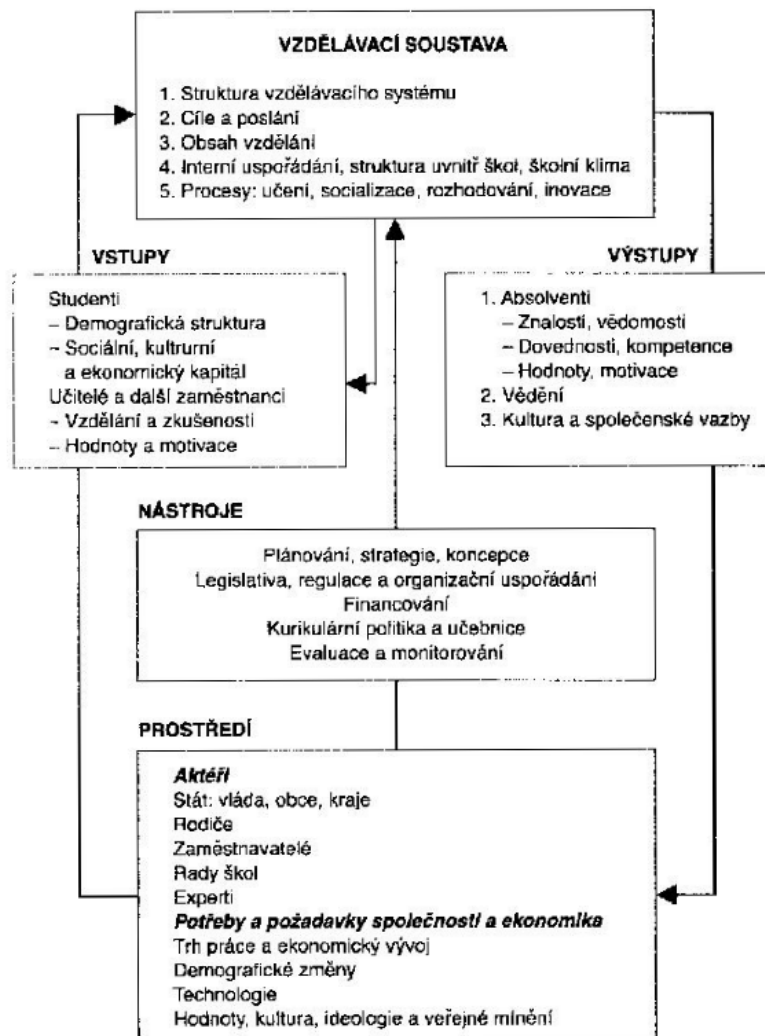 VZDĚLÁVACÍ SOUSTAVA
1. Struktura vzdělávacího systému
2. Cíle a poslání
3. Obsah vzdělání
4. Interní uspořádání, struktura uvnitř škol, školní klima
5. Procesy: učení, socializace, rozhodování, inovace
VSTUPY
Studenti
– Demografická struktura
– Sociální, kultrurní
a ekonomický kapitál
Učitelé a další zaměstnanci
– Vzdělání a zkušenosti
– Hodnoty a motivace
VÝSTUPY
1. Absolventi
– Znalosti, vědomosti
– Dovednosti, kompetence
– Hodnoty, motivace
2. Vědění
3. Kultura a společenské vazby
NÁSTROJE
Plánování, strategie, koncepce
Legislativa, regulace a organizační uspořádání
Financování
Kurikulární politika a učebnice
Evaluace a monitorování
PROSTŘEDÍ
Aktéři
Stát: vláda, obce, kraje
Rodiče
Zaměstnavatelé
Rady škol
Experti
Potřeby a požadavky společnosti a ekonomika
Trh práce a ekonomický vývoj
Demografické změny
Technologie
Hodnoty, kultura, ideologie a veřejné mínění